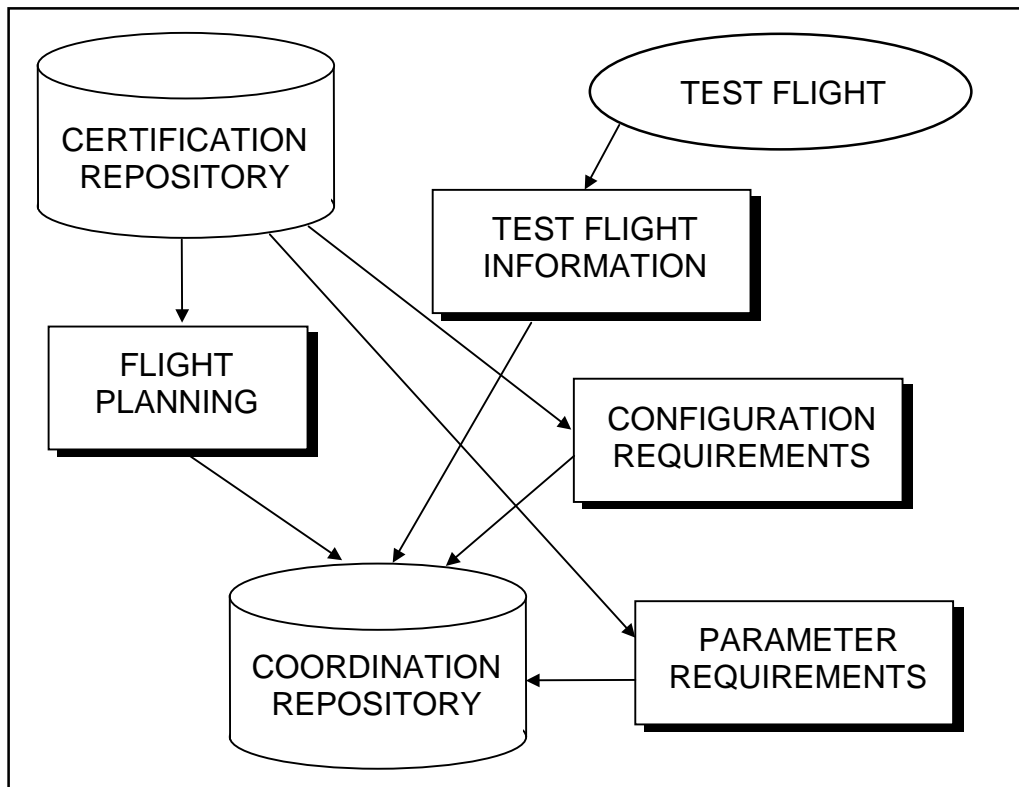 TEST FLIGHT
CERTIFICATION
REPOSITORY
TEST FLIGHT
INFORMATION
FLIGHT
PLANNING
CONFIGURATION
REQUIREMENTS
COORDINATION
REPOSITORY
PARAMETER
REQUIREMENTS